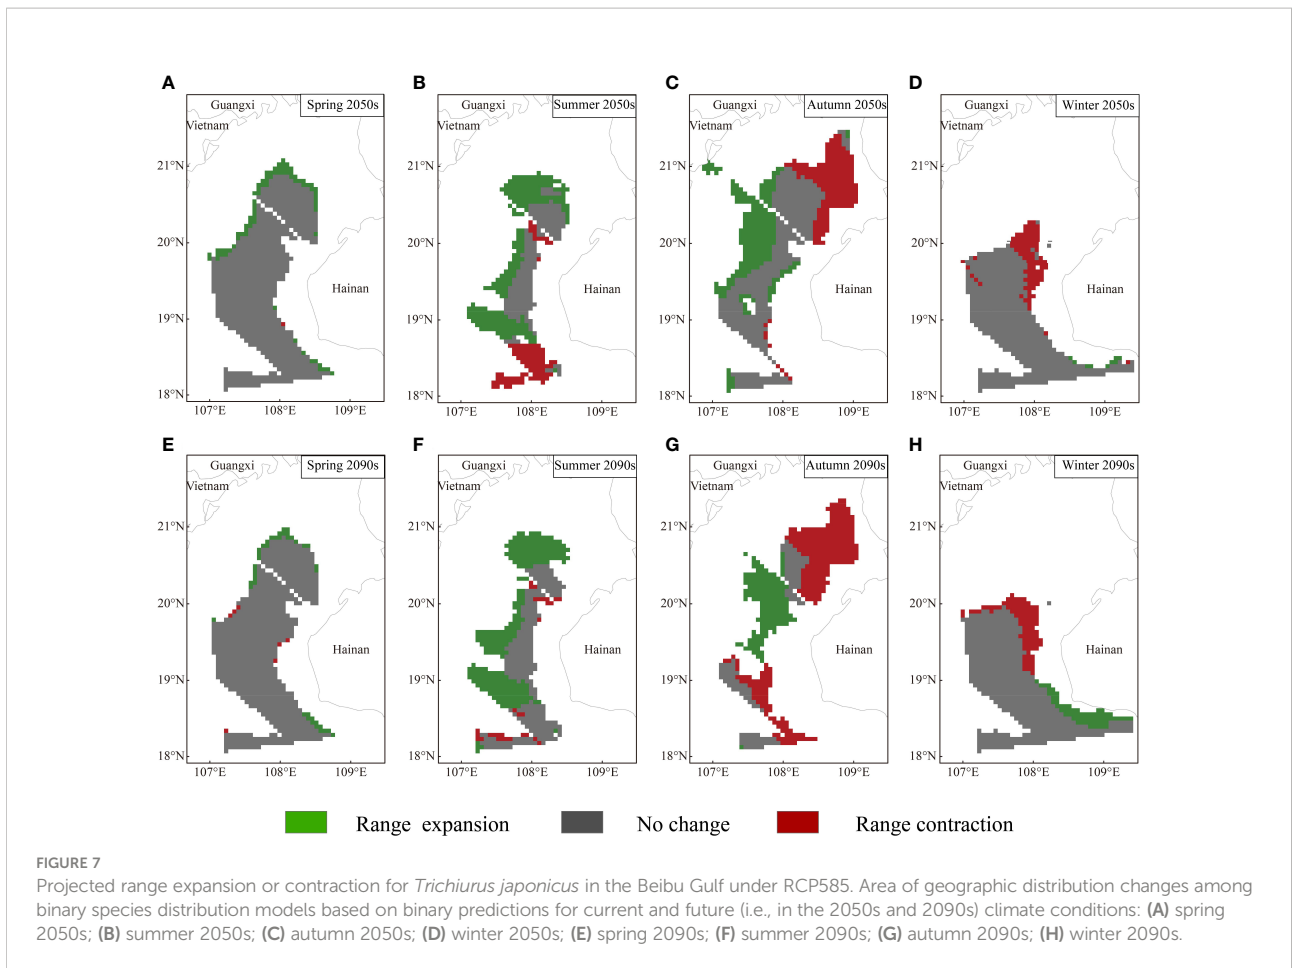 A
B
C
D
Guangxi
Spring 2050s
Vietnam
21°N
20°N
Hainan
19°N
18°N
107°E 108°E 109°E
Guangxi
Summer 2050s
Vietnam
21°N
20°N
Hainan
19°N
18°N
107°E 108°E 109°E
Guangxi
Autumn 2050s
Vietnam
21°N
20°N
Hainan
19°N
18°N
107°E 108°E 109°E
Guangxi
Winter 2050s
Vietnam
21°N
20°N
Hainan
19°N
18°N
107°E 108°E 109°E
E
F
G
H
Guangxi
Spring 2090s
Vietnam
21°N
20°N
Hainan
19°N
18°N
107°E 108°E 109°E
Guangxi
Summer 2090s
Vietnam
21°N
20°N
Hainan
19°N
18°N
107°E 108°E 109°E
Guangxi
Autumn 2090s
Vietnam
21°N
20°N
Hainan
19°N
18°N
107°E 108°E 109°E
Guangxi
Winter 2090s
Vietnam
21°N
20°N
Hainan
19°N
18°N
107°E 108°E 109°E
Range expansion
No change
Range contraction
FIGURE 7
Projected range expansion or contraction for Trichiurus japonicus in the Beibu Gulf under RCP585. Area of geographic distribution changes among
binary species distribution models based on binary predictions for current and future (i.e., in the 2050s and 2090s) climate conditions: (A) spring
2050s; (B) summer 2050s; (C) autumn 2050s; (D) winter 2050s; (E) spring 2090s; (F) summer 2090s; (G) autumn 2090s; (H) winter 2090s.